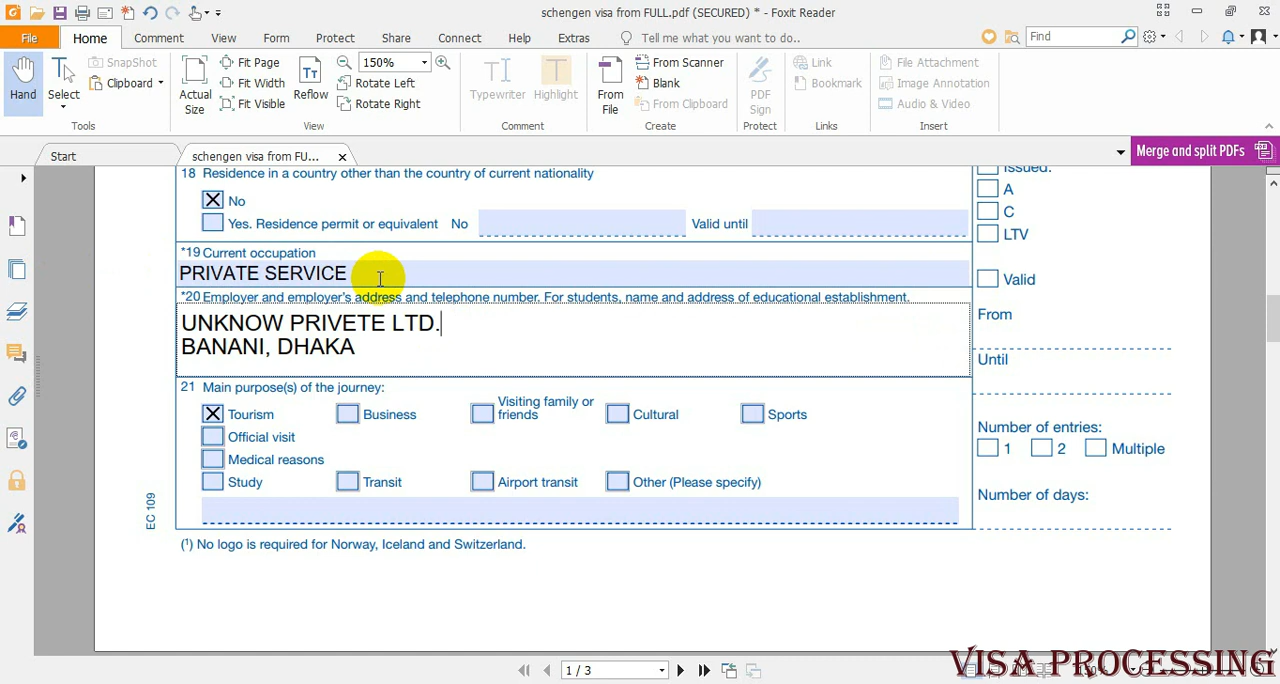 schengen visa from FULL.pdf (SECURED) * - Foxit Reader
File Home Comment View Form Protect Share Connect Help Extras Tell me what you want to do.. Find
Hand
Select
SnapShot
Clipboard
Tools
Actual
Size
Fit Page
Fit Width
Fit Visible
Reflow
150%
Rotate Left
Rotate Right
View
Typewriter
Highlight
Comment
From
File
From Scanner
Blank
From Clipboard
Create
PDF
Sign
Protect
Link
Bookmark
Links
File Attachment
Image Annotation
Audio & Video
Insert
Start
schengen visa from FU...
Merge and split PDFs
18 Residence in a country other than the country of current nationality
No
Yes. Residence permit or equivalent No Valid until
*19 Current occupation
PRIVATE SERVICE
*20 Employer and employer's address and telephone number. For students, name and address of educational establishment.
UNKNOW PRIVETE LTD.
BANANI, DHAKA
21 Main purpose(s) of the journey:
Tourism Business Visiting family or
friends Cultural Sports
Official visit
Medical reasons
Study Transit Airport transit Other (Please specify)
EC 109
(¹) No logo is required for Norway, Iceland and Switzerland.
Issued:
A
C
LTV
Valid
From
Until
Number of entries:
1 2 Multiple
Number of days:
1 / 3
VISA PROCESSING